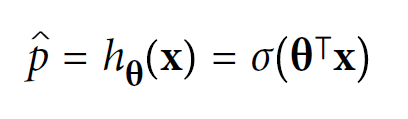 p̂ = h_𝛉(𝐱) = σ(𝛉⊤𝐱)